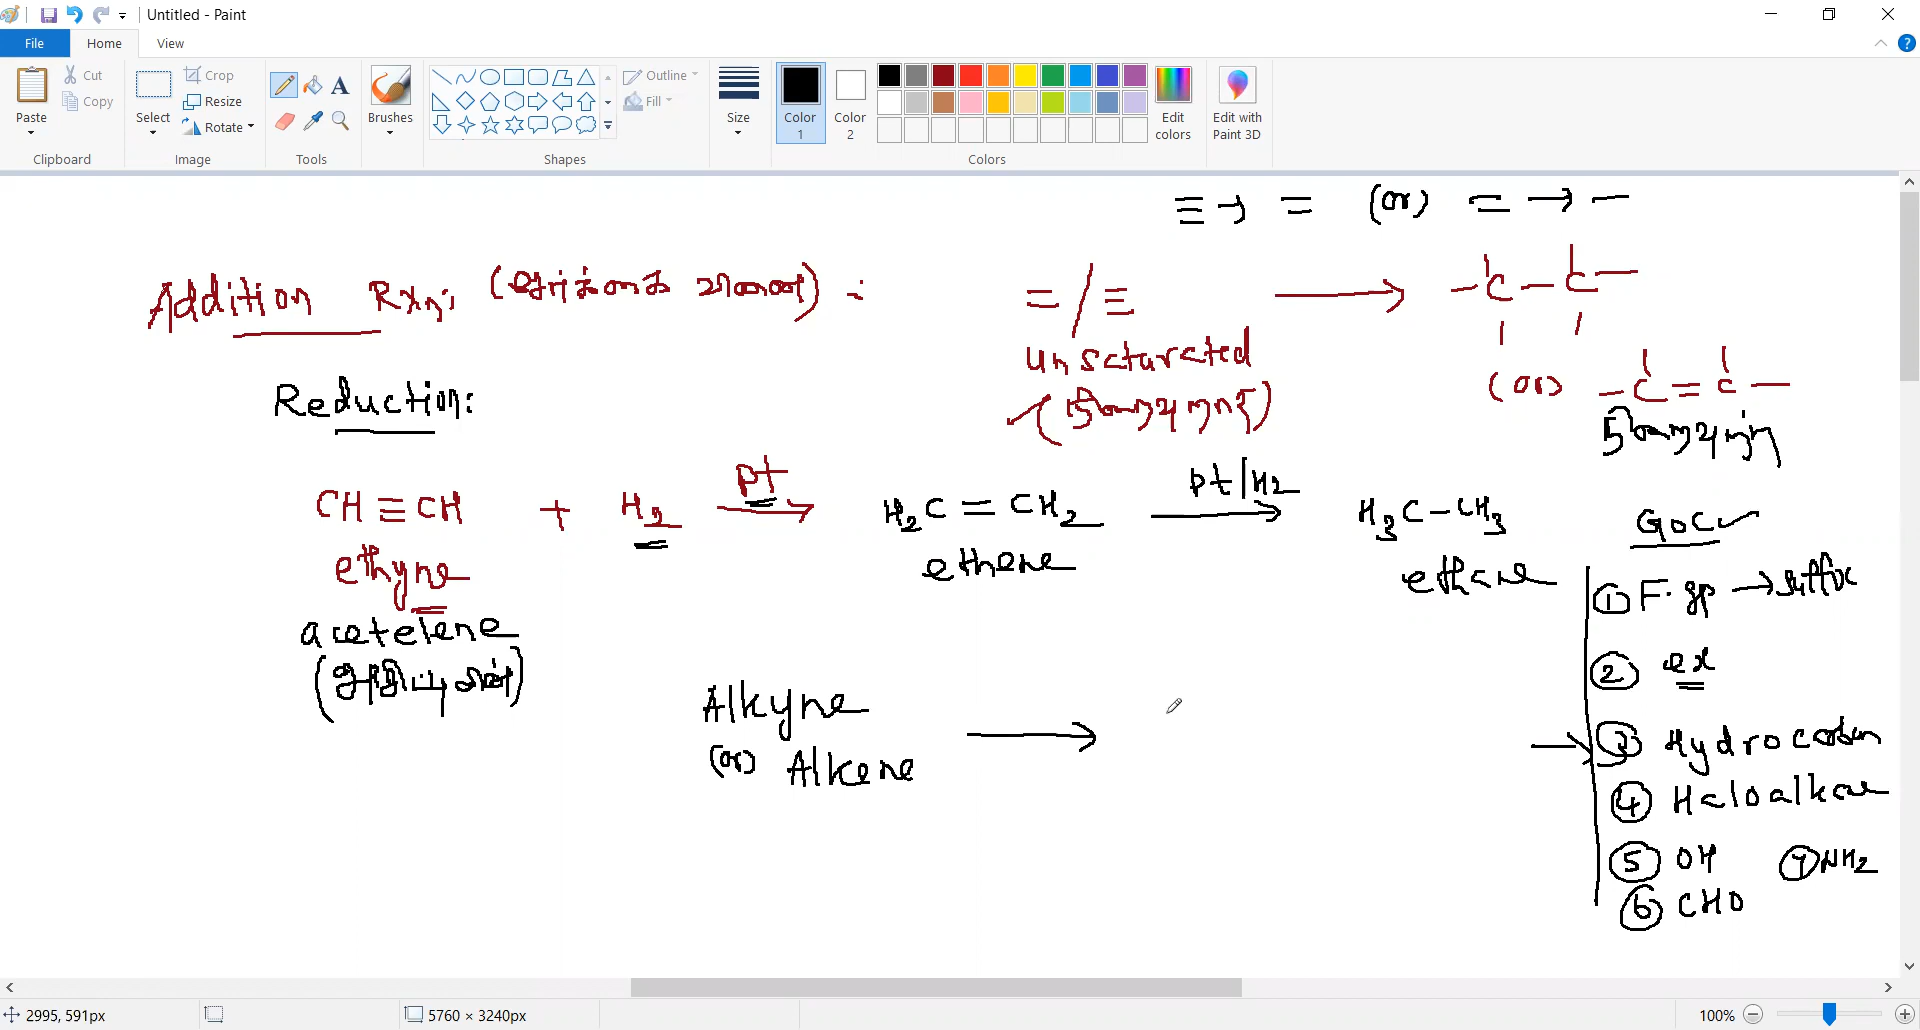 Untitled - Paint
File Home View
Paste
Cut
Copy
Clipboard
Select
Crop
Resize
Rotate
Image
Tools
Brushes
Outline
Fill
Shapes
Size
Color 1
Color 2
Colors
Edit colors
Edit with Paint 3D
≡ → = (or) = → —
Addition Rxn:
= / ≡ → - C - C -
Unsaturated
(or) - C = C -
Reduction:
CH ≡ CH + H2 pt → H2C = CH2 pt | H2 → H3C - CH3
ethyne
ethene
ethane
acetelene
GOC
① F. gp → suffix
② ex
Alkyne
(or) Alkene →
→ ③ Hydrocarbon
④ Haloalkane
⑤ OH ⑦ NH2
⑥ CHO
2995, 591px
5760 × 3240px
100%